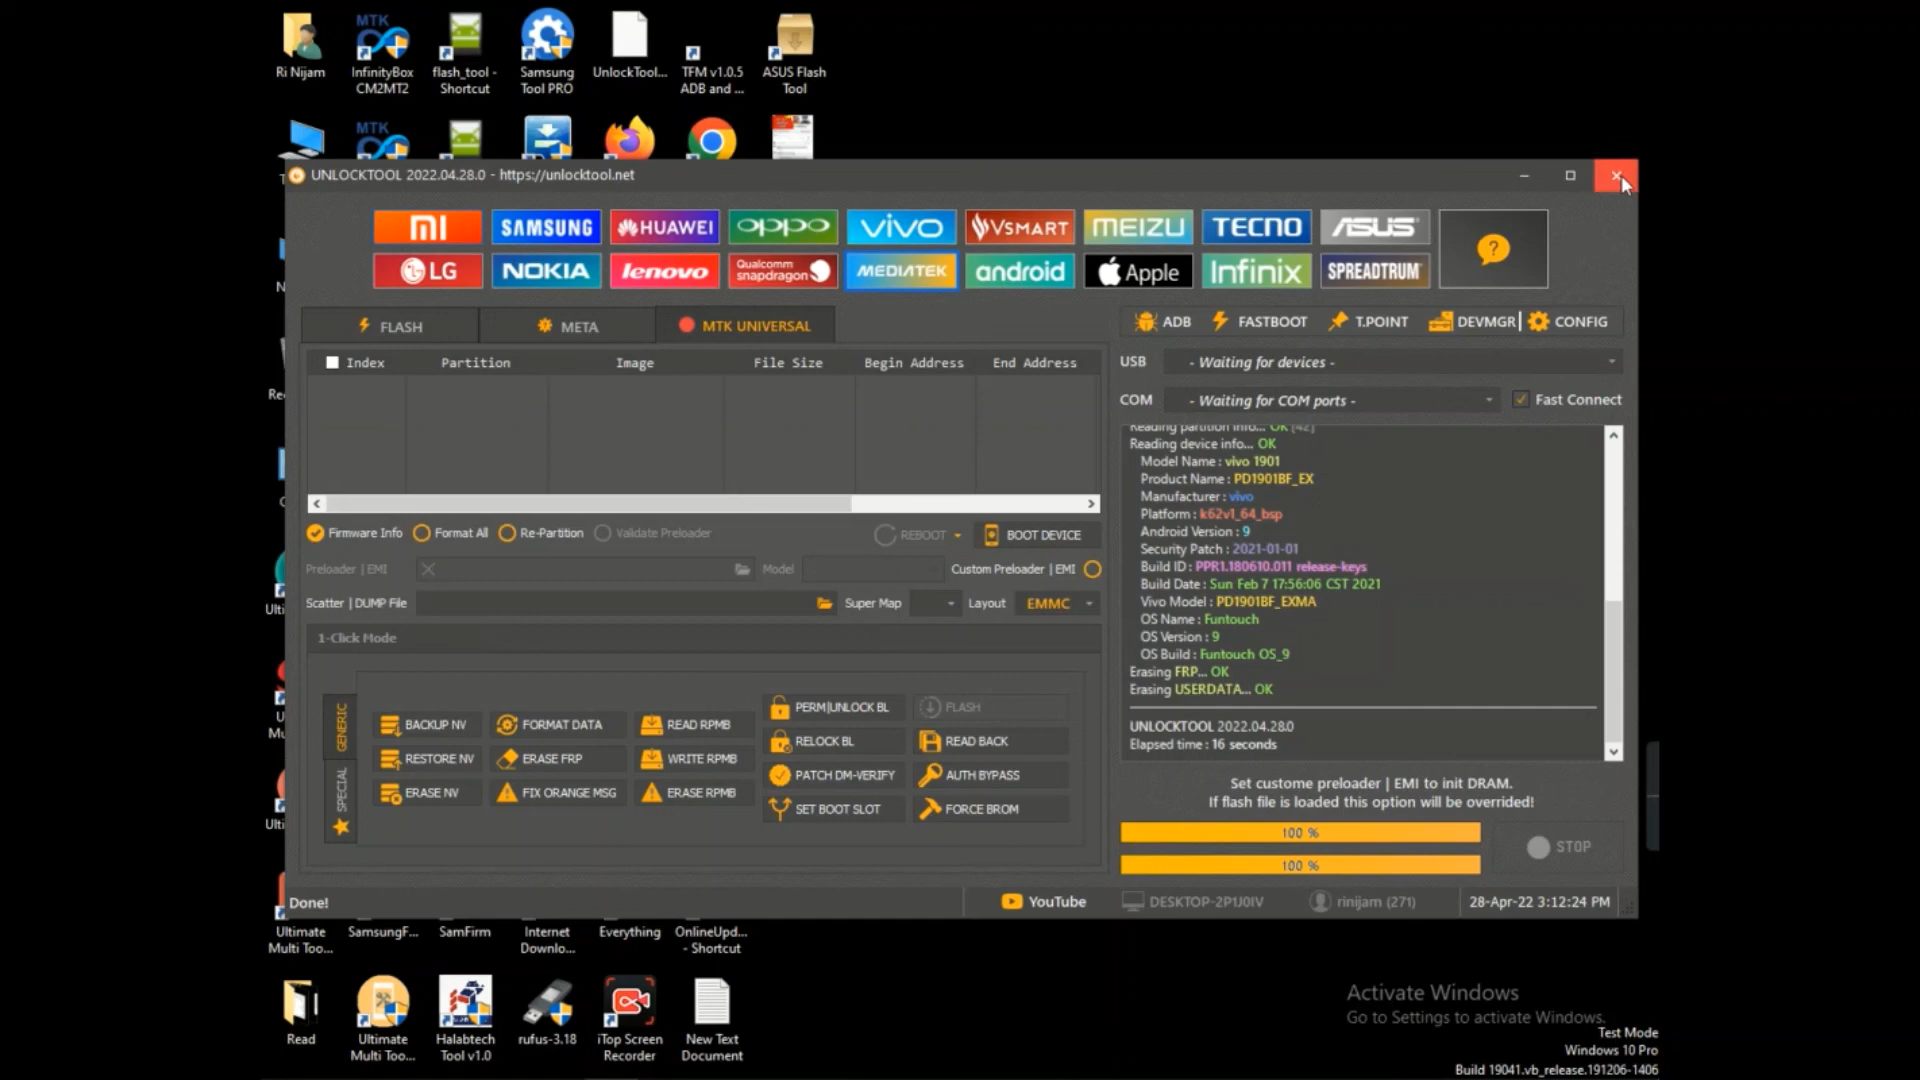 Ri Nijam
MTK
InfinityBox
CM2MT2
flash_tool -
Shortcut
Samsung
Tool PRO
UnlockTool...
TFM v1.0.5
ADB and ...
ASUS Flash
Tool
MTK
UNLOCKTOOL 2022.04.28.0 - https://unlocktool.net
SAMSUNG
HUAWEI
oppo
vivo
VSMART
MEIZU
TECNO
ASUS
LG
NOKIA
lenovo
Qualcomm
snapdragon
MEDIATEK
android
Apple
Infinix
SPREADTRUM
?
FLASH
META
MTK UNIVERSAL
ADB
FASTBOOT
T.POINT
DEVMGR
CONFIG
Index
Partition
Image
File Size
Begin Address
End Address
USB
- Waiting for devices -
COM
- Waiting for COM ports -
Fast Connect
Reading partition info... OK [42]
Reading device info... OK
Model Name : vivo 1901
Product Name : PD1901BF_EX
Manufacturer : vivo
Platform : k62v1_64_bsp
Android Version : 9
Security Patch : 2021-01-01
Build ID : PPR1.180610.011 release-keys
Build Date : Sun Feb 7 17:56:06 CST 2021
Vivo Model : PD1901BF_EXMA
OS Name : Funtouch
OS Version : 9
OS Build : Funtouch OS_9
Erasing FRP... OK
Erasing USERDATA... OK
UNLOCKTOOL 2022.04.28.0
Elapsed time : 16 seconds
Firmware Info
Format All
Re-Partition
Validate Preloader
REBOOT
BOOT DEVICE
Preloader | EMI
Model
Custom Preloader | EMI
Scatter | DUMP File
Super Map
Layout
EMMC
1-Click Mode
GENERIC
SPECIAL
BACKUP NV
FORMAT DATA
READ RPMB
PERM|UNLOCK BL
FLASH
RELOCK BL
READ BACK
RESTORE NV
ERASE FRP
WRITE RPMB
PATCH DM-VERIFY
AUTH BYPASS
ERASE NV
FIX ORANGE MSG
ERASE RPMB
SET BOOT SLOT
FORCE BROM
Set custome preloader | EMI to init DRAM.
If flash file is loaded this option will be overrided!
100 %
100 %
STOP
Done!
YouTube
DESKTOP-2P1J0IV
rinijam (271)
28-Apr-22 3:12:24 PM
Ultimate
Multi Too...
SamsungF...
SamFirm
Internet
Downlo...
Everything
OnlineUpd...
- Shortcut
Read
Ultimate
Multi Too...
Halabtech
Tool v1.0
rufus-3.18
iTop Screen
Recorder
New Text
Document
Activate Windows
Go to Settings to activate Windows.
Test Mode
Windows 10 Pro
Build 19041.vb_release.191206-1406